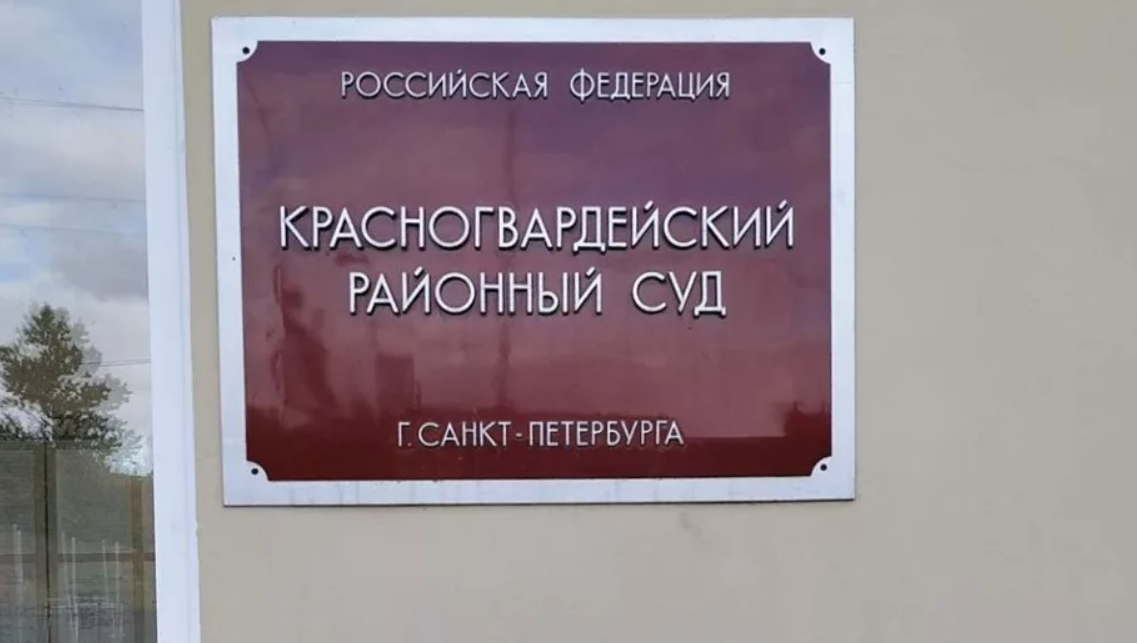 РОССИЙСКАЯ ФЕДЕРАЦИЯ
КРАСНОГВАРДЕЙСКИЙ
РАЙОННЫЙ СУД
Г. САНКТ-ПЕТЕРБУРГА